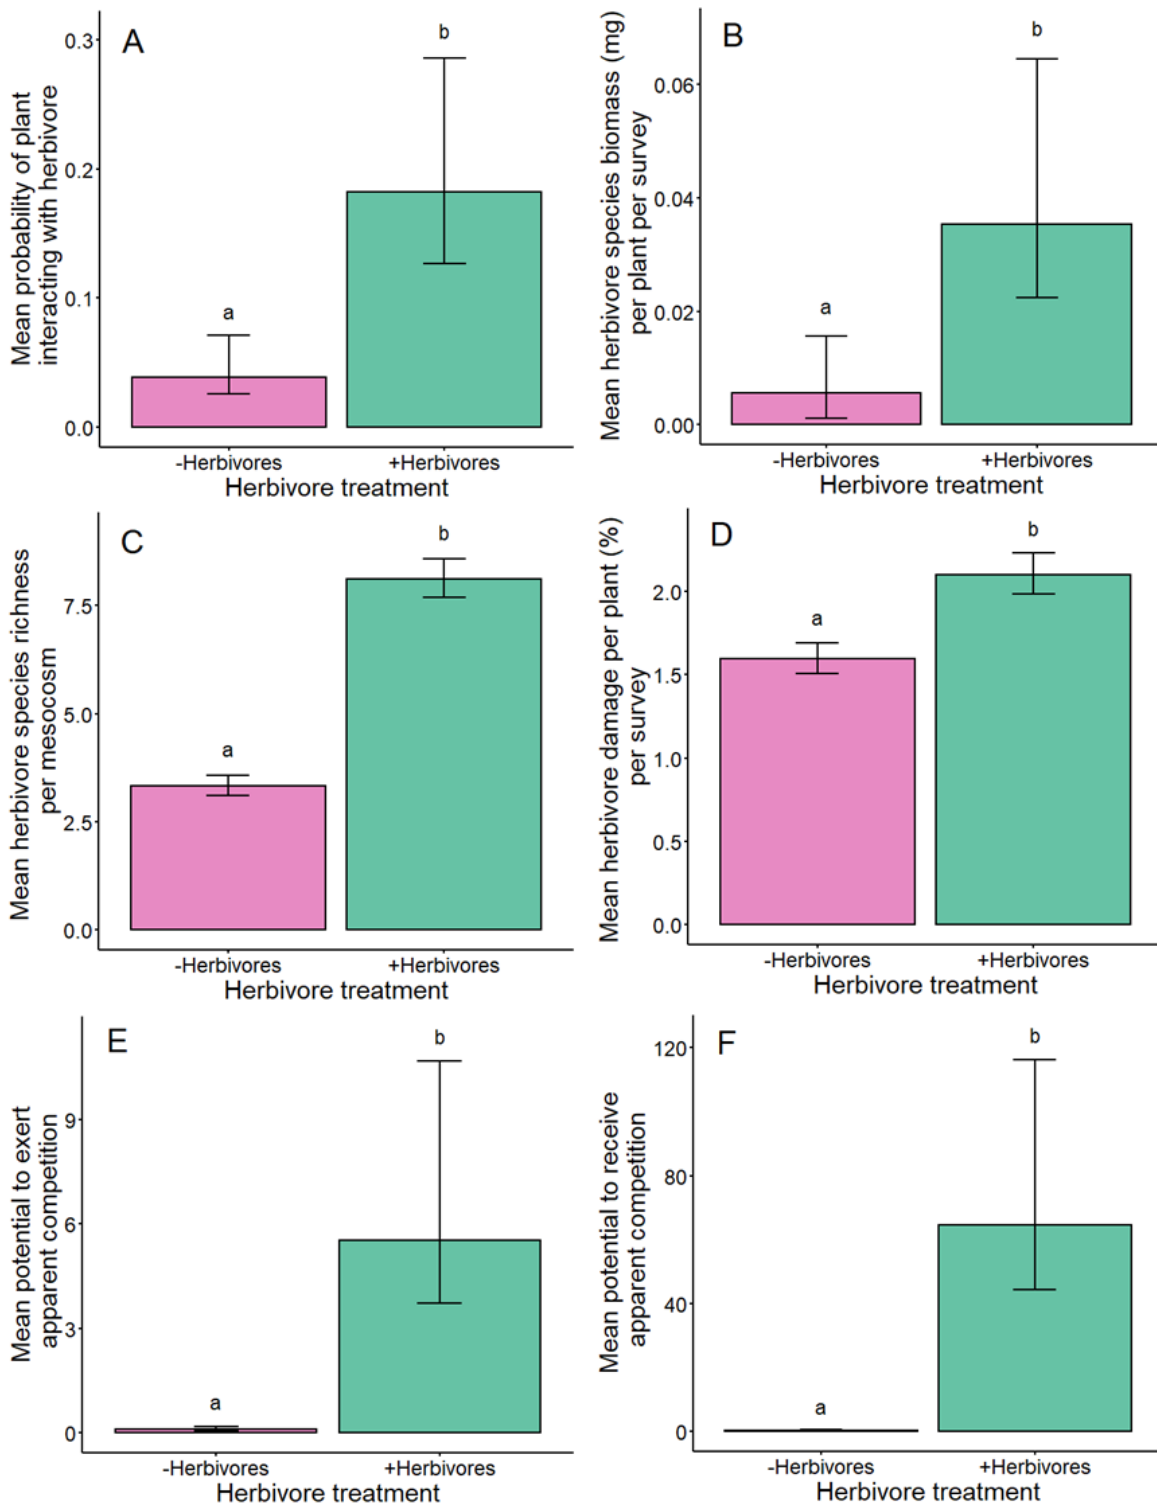 A
Mean probability of plant
interacting with herbivore
0.3
0.2
0.1
0.0
a
b
-Herbivores
+Herbivores
Herbivore treatment
B
Mean herbivore species biomass (mg)
per plant per survey
0.06
0.04
0.02
0.00
a
b
-Herbivores
+Herbivores
Herbivore treatment
C
Mean herbivore species richness
per mesocosm
7.5
5.0
2.5
0.0
a
b
-Herbivores
+Herbivores
Herbivore treatment
D
Mean herbivore damage per plant (%)
per survey
2.0
1.5
1.0
0.5
0.0
a
b
-Herbivores
+Herbivores
Herbivore treatment
E
Mean potential to exert
apparent competition
9
6
3
0
a
b
-Herbivores
+Herbivores
Herbivore treatment
F
Mean potential to receive
apparent competition
120
80
40
0
a
b
-Herbivores
+Herbivores
Herbivore treatment